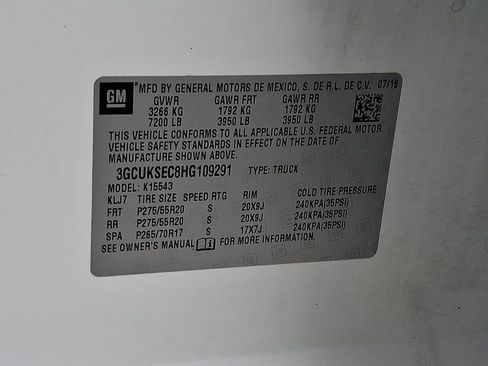 GM
MFD BY GENERAL MOTORS DE MEXICO, S. DE R.L. DE C.V. 07/16
GVWR GAWR FRT GAWR RR
3266 KG 1792 KG 1792 KG
7200 LB 3950 LB 3950 LB
THIS VEHICLE CONFORMS TO ALL APPLICABLE U.S. FEDERAL MOTOR
VEHICLE SAFETY STANDARDS IN EFFECT ON THE DATE OF
MANUFACTURE SHOWN ABOVE.
3GCUKSEC8HG109291 TYPE: TRUCK
MODEL: K15543
KLJ7 TIRE SIZE SPEED RTG RIM COLD TIRE PRESSURE
FRT P275/55R20 S 20X9J 240KPA(35PSI)
RR P275/55R20 S 20X9J 240KPA(35PSI)
SPA P265/70R17 S 17X7J 240KPA(35PSI)
SEE OWNER'S MANUAL FOR MORE INFORMATION.